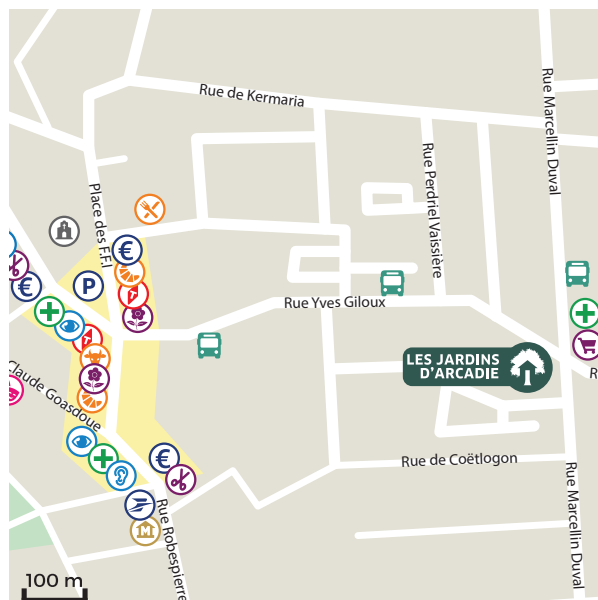 Rue de Kermaria
Rue Marcellin Duval
Rue Perdriel Vaissière
Place des F.F.I
€
€
P
Rue Yves Giloux
LES JARDINS
D'ARCADIE
Claude Goasdoue
€
Rue de Coëtlogon
Rue Marcellin Duval
Rue Robespierre
M
100 m